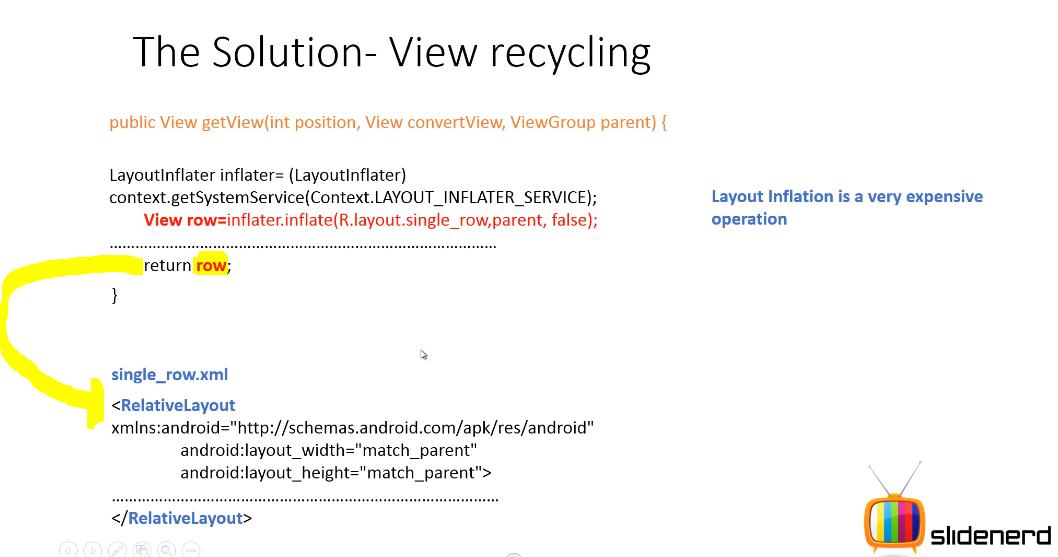 The Solution- View recycling
public View getView(int position, View convertView, ViewGroup parent) {
LayoutInflater inflater= (LayoutInflater)
context.getSystemService(Context.LAYOUT_INFLATER_SERVICE);
View row=inflater.inflate(R.layout.single_row,parent, false);
……………………………………………………………………………
return row;
}
Layout Inflation is a very expensive
operation
single_row.xml
<RelativeLayout
xmlns:android="http://schemas.android.com/apk/res/android"
android:layout_width="match_parent"
android:layout_height="match_parent">
……………………………………………………………………………
</RelativeLayout>
slidenerd